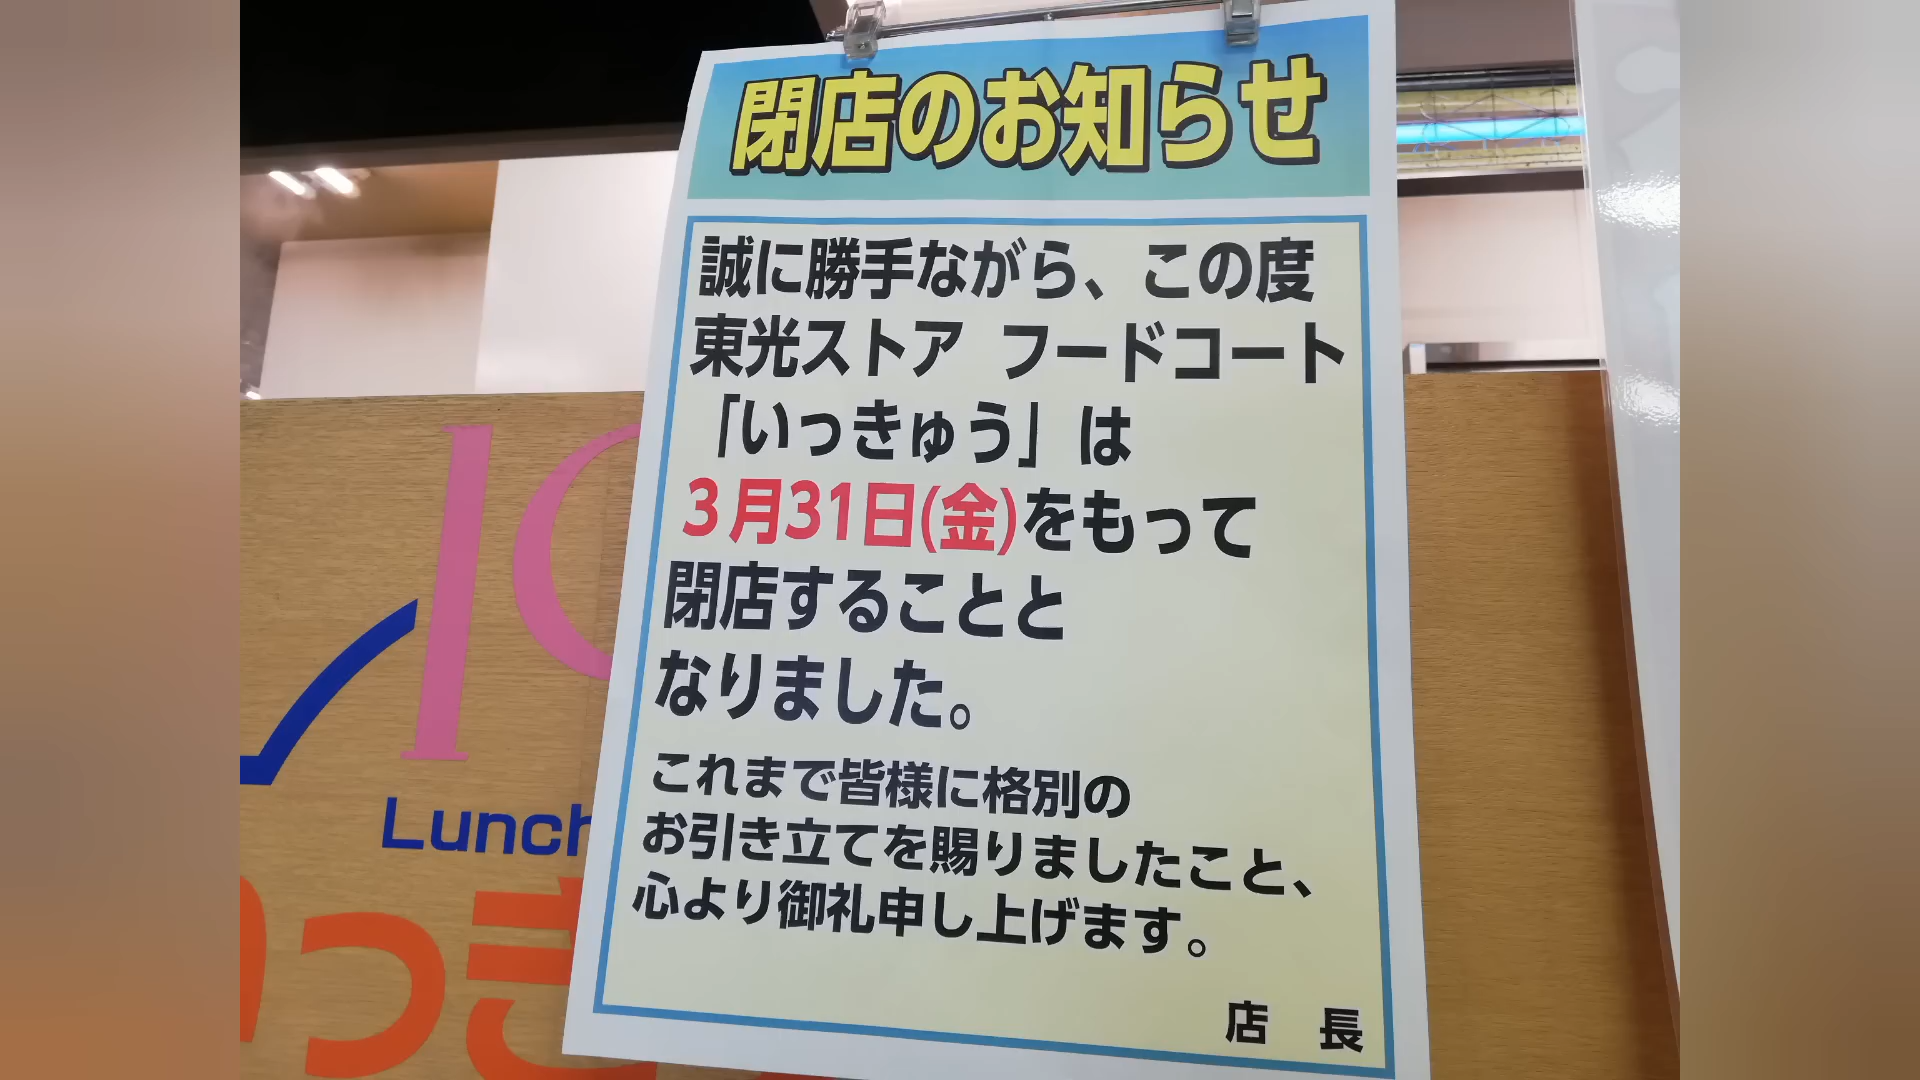 閉店のお知らせ
誠に勝手ながら、この度
東光ストア フードコート
「いっきゅう」は
3月31日(金)をもって
閉店することと
なりました。
これまで皆様に格別の
お引き立てを賜りましたこと、
心より御礼申し上げます。
店 長
19
Lunch
いっき